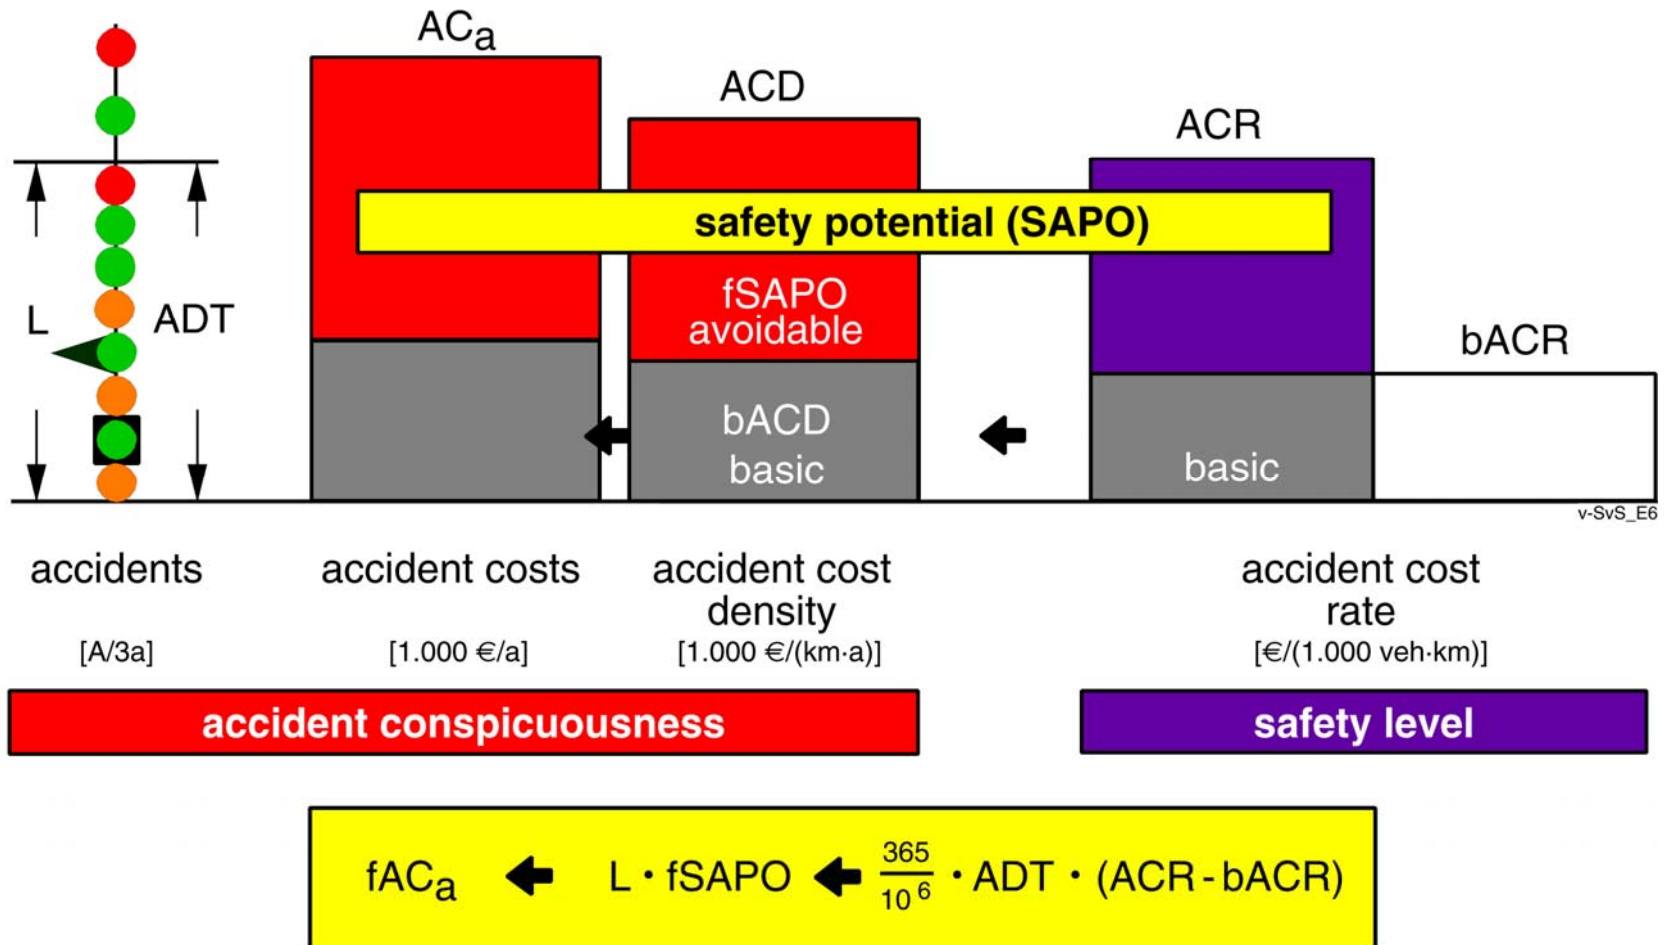 ACa
ACD
ACR
safety potential (SAPO)
fSAPO
avoidable
L
ADT
bACR
bACD
basic
basic
v-SvS_E6
accidents
accident costs
accident cost
density
accident cost
rate
[A/3a]
[1.000 €/a]
[1.000 €/(km·a)]
[€/(1.000 veh·km)]
accident conspicuousness
safety level
fACa ← L · fSAPO ← 365/10^6 · ADT · (ACR - bACR)